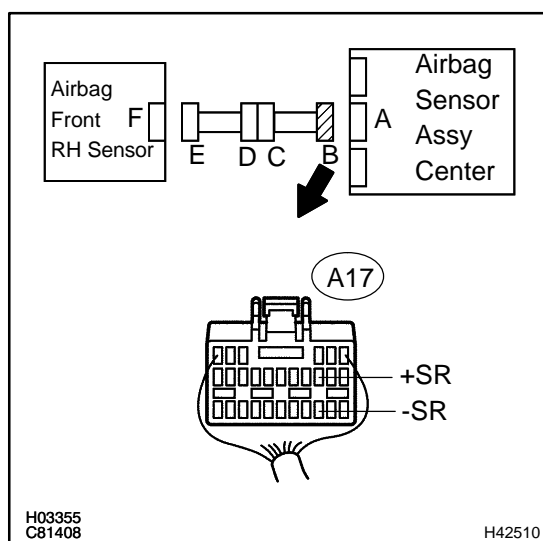 Airbag
Front
RH Sensor
F
E
D
C
B
A
Airbag
Sensor
Assy
Center
A17
+SR
-SR
H03355
C81408
H42510